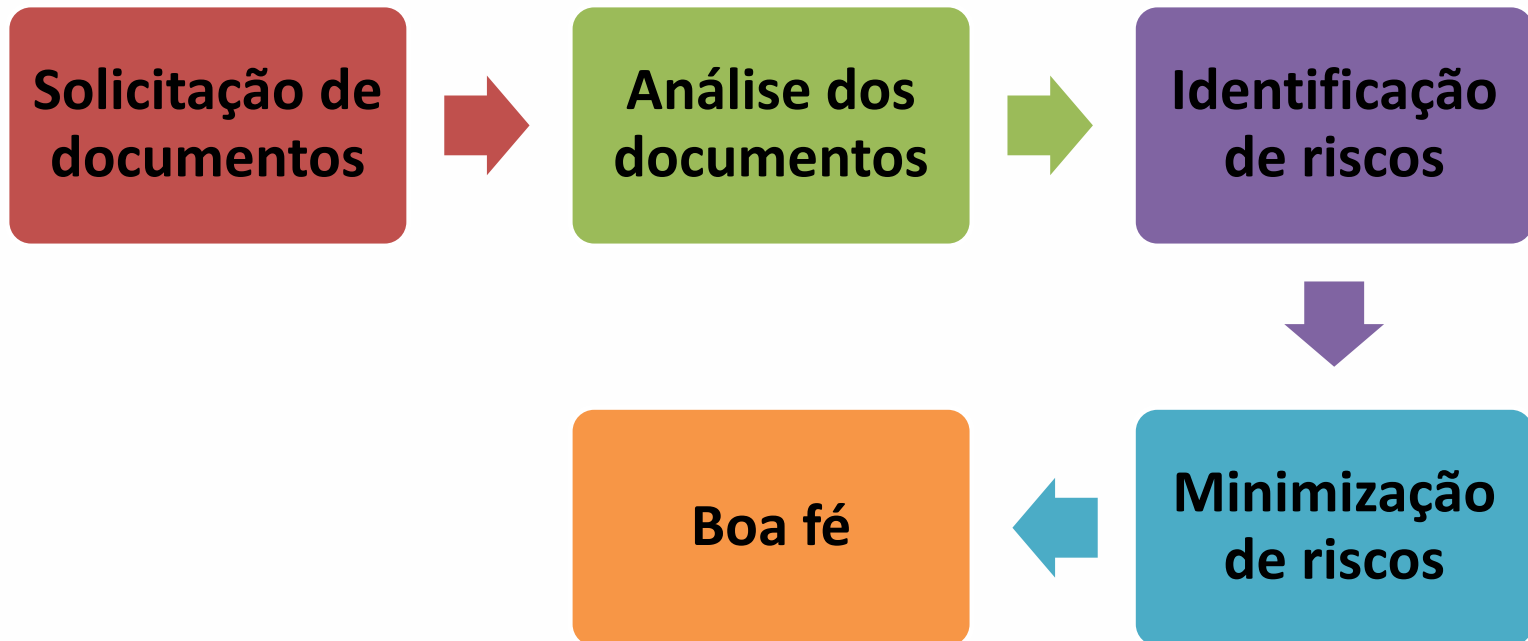 Solicitação de
documentos
Análise dos
documentos
Identificação
de riscos
Minimização
de riscos
Boa fé